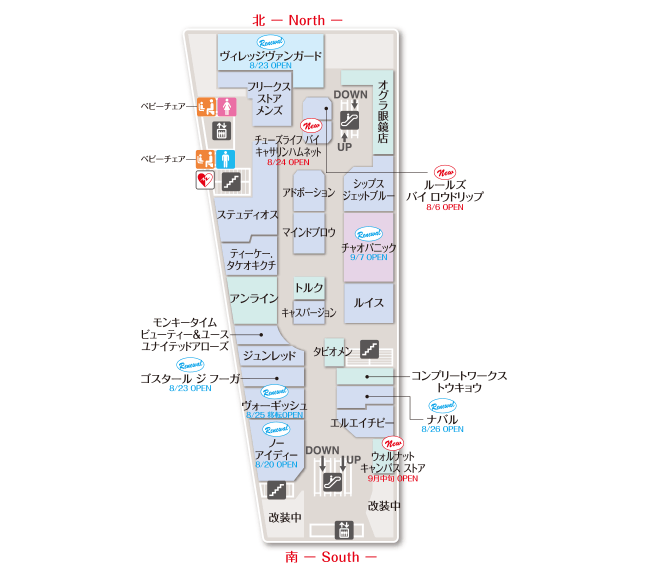 北 － North －
Renewal
ヴィレッジヴァンガード
8/23 OPEN
フリークス
ストア
メンズ
オグラ眼鏡店
DOWN
UP
ベビーチェア
ベビーチェア
New
チューズライフ バイ
キャサリンハムネット
8/24 OPEN
New
ルールズ
バイ ロウドリップ
8/6 OPEN
アドポーション
シップス
ジェットブルー
ステュディオス
マインドブロウ
Renewal
チャオパニック
9/7 OPEN
ティーケー.
タケオキクチ
アンライン
トルク
キャスバージョン
ルイス
モンキータイム
ビューティー&ユース
ユナイテッドアローズ
ジュンレッド
タビオメン
Renewal
ゴスタール ジ フーガ
8/23 OPEN
コンプリートワークス
トウキョウ
Renewal
ヴォーギッシュ
8/25 移転OPEN
Renewal
ナバル
8/26 OPEN
エルエイチピー
Renewal
ノー
アイディー
8/20 OPEN
New
ウォルナット
キャンバス ストア
9月中旬 OPEN
DOWN
UP
改装中
改装中
南 － South －